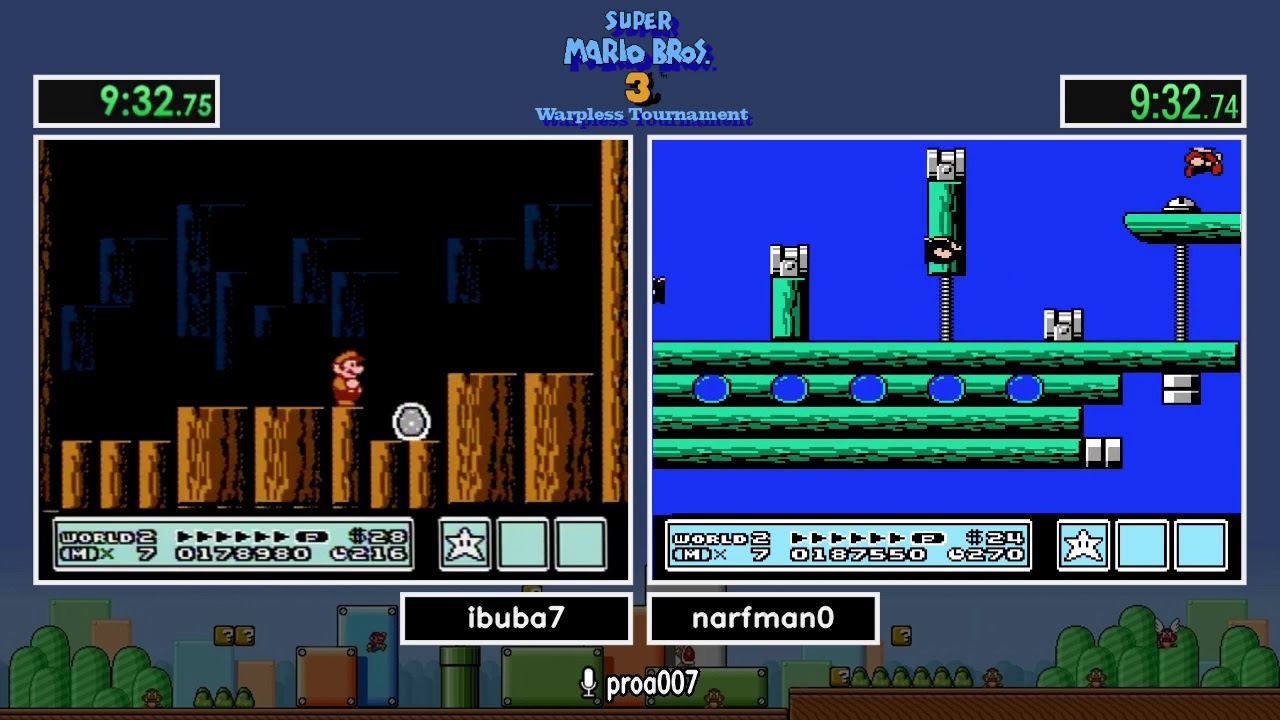 SUPER
MARIO BROS.
3
TM
Warpless Tournament
9:32.75
9:32.74
WORLD 2 P $28
(M)× 7 0178980 216
WORLD 2 P $24
(M)× 7 0187550 270
ibuba7
narfman0
proa007